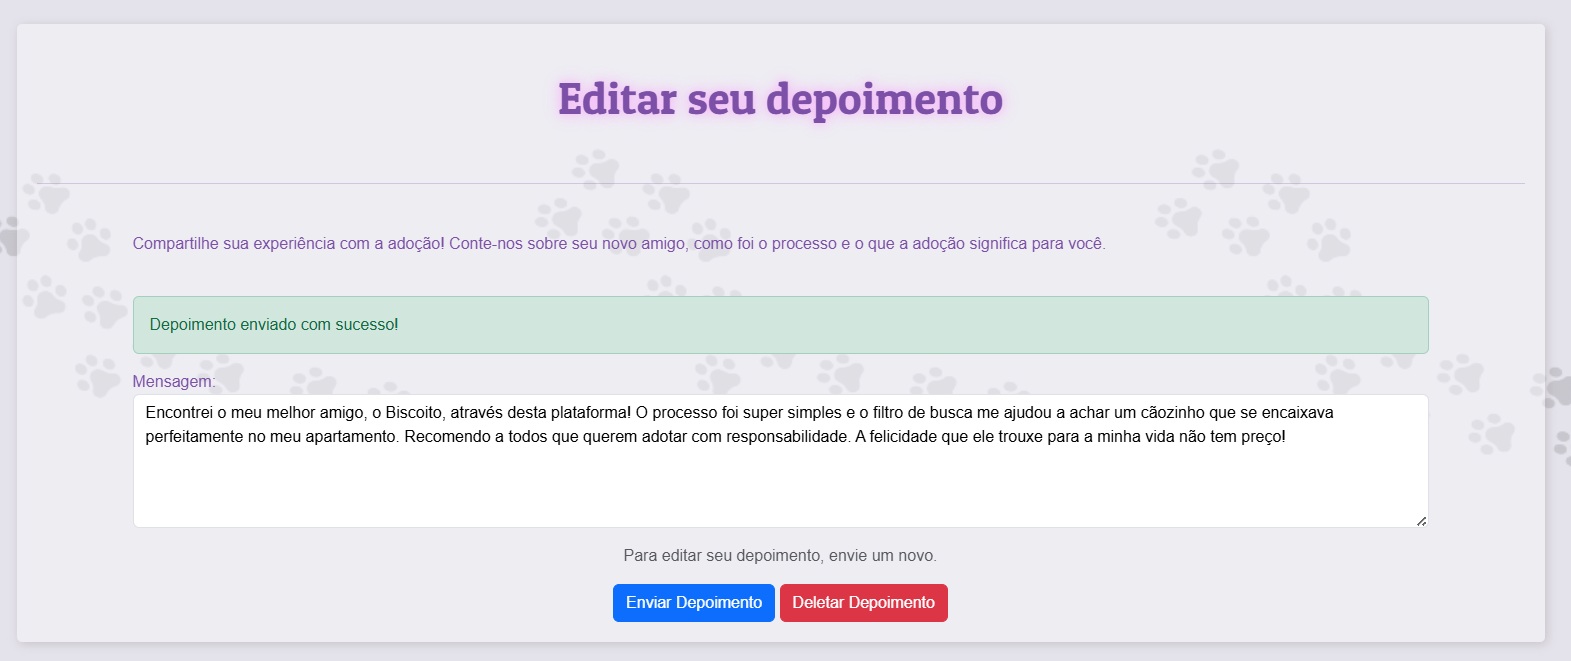 Editar seu depoimento
Compartilhe sua experiência com a adoção! Conte-nos sobre seu novo amigo, como foi o processo e o que a adoção significa para você.
Depoimento enviado com sucesso!
Mensagem:
Encontrei o meu melhor amigo, o Biscoito, através desta plataforma! O processo foi super simples e o filtro de busca me ajudou a achar um cãozinho que se encaixava
perfeitamente no meu apartamento. Recomendo a todos que querem adotar com responsabilidade. A felicidade que ele trouxe para a minha vida não tem preço!
Para editar seu depoimento, envie um novo.
Enviar Depoimento Deletar Depoimento